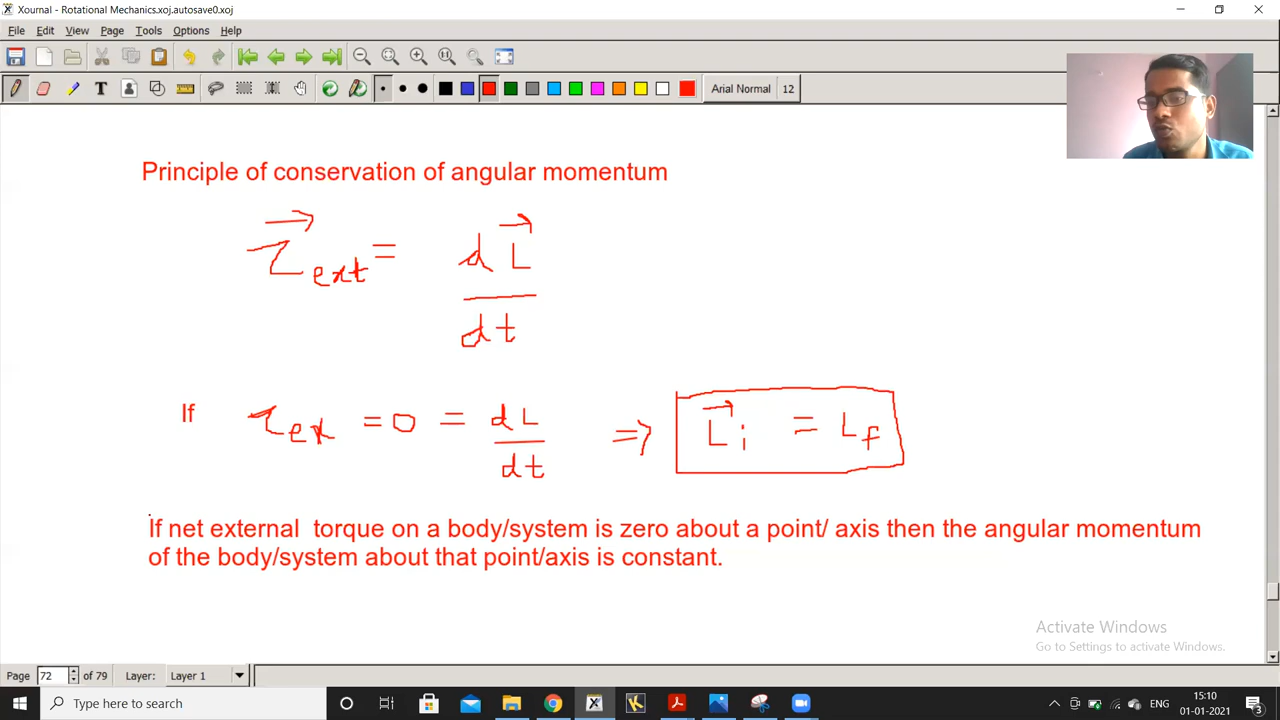 Xournal - Rotational Mechanics.xoj.autosave0.xoj
File Edit View Page Tools Options Help
Arial Normal 12
Principle of conservation of angular momentum
τ⃗ext = dL⃗/dt
If τex = 0 = dL/dt ⇒ L⃗i = Lf
If net external torque on a body/system is zero about a point/ axis then the angular momentum
of the body/system about that point/axis is constant.
Activate Windows
Go to Settings to activate Windows.
Page 72 of 79 Layer: Layer 1
Type here to search
ENG
15:10
01-01-2021
3